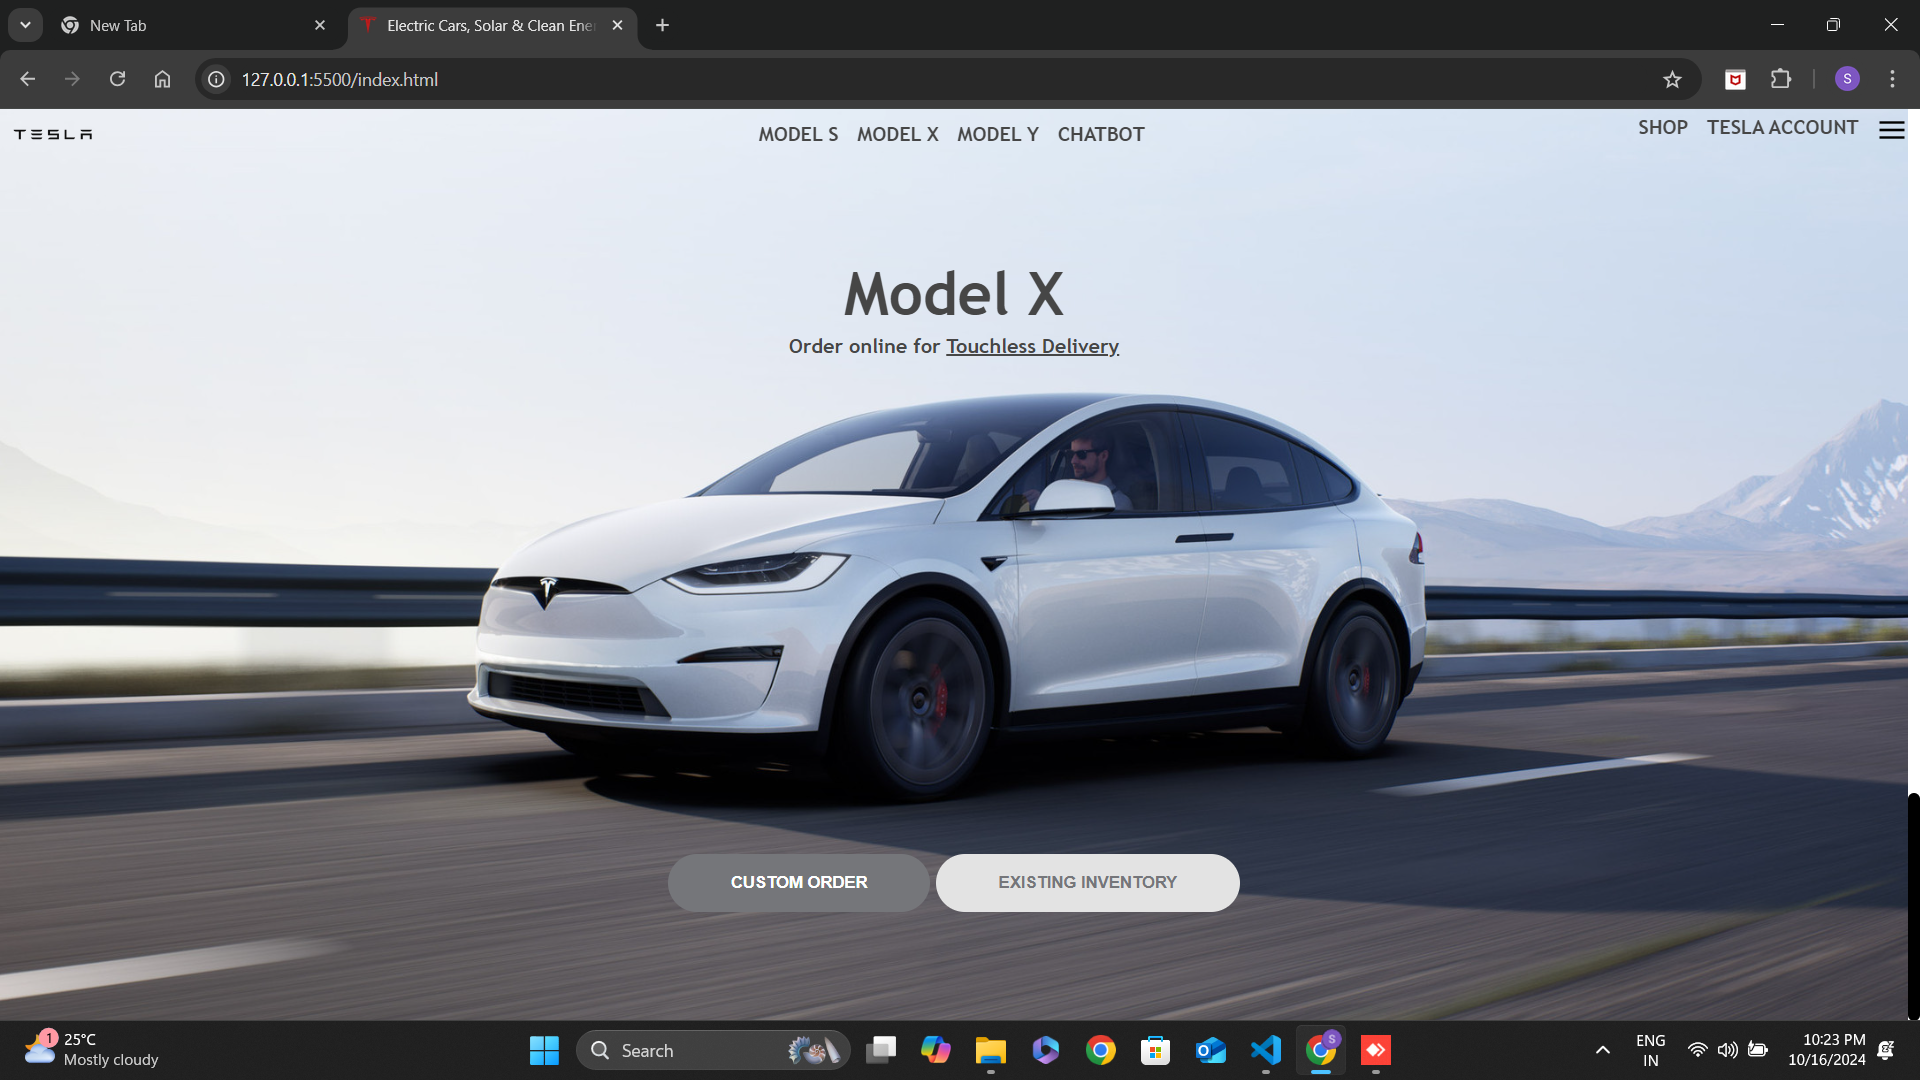 New Tab
Electric Cars, Solar & Clean Ene
127.0.0.1:5500/index.html
S
TESLA
MODEL S MODEL X MODEL Y CHATBOT
SHOP TESLA ACCOUNT
Model X
Order online for Touchless Delivery
CUSTOM ORDER
EXISTING INVENTORY
1
25°C
Mostly cloudy
Search
S
ENG
IN
10:23 PM
10/16/2024